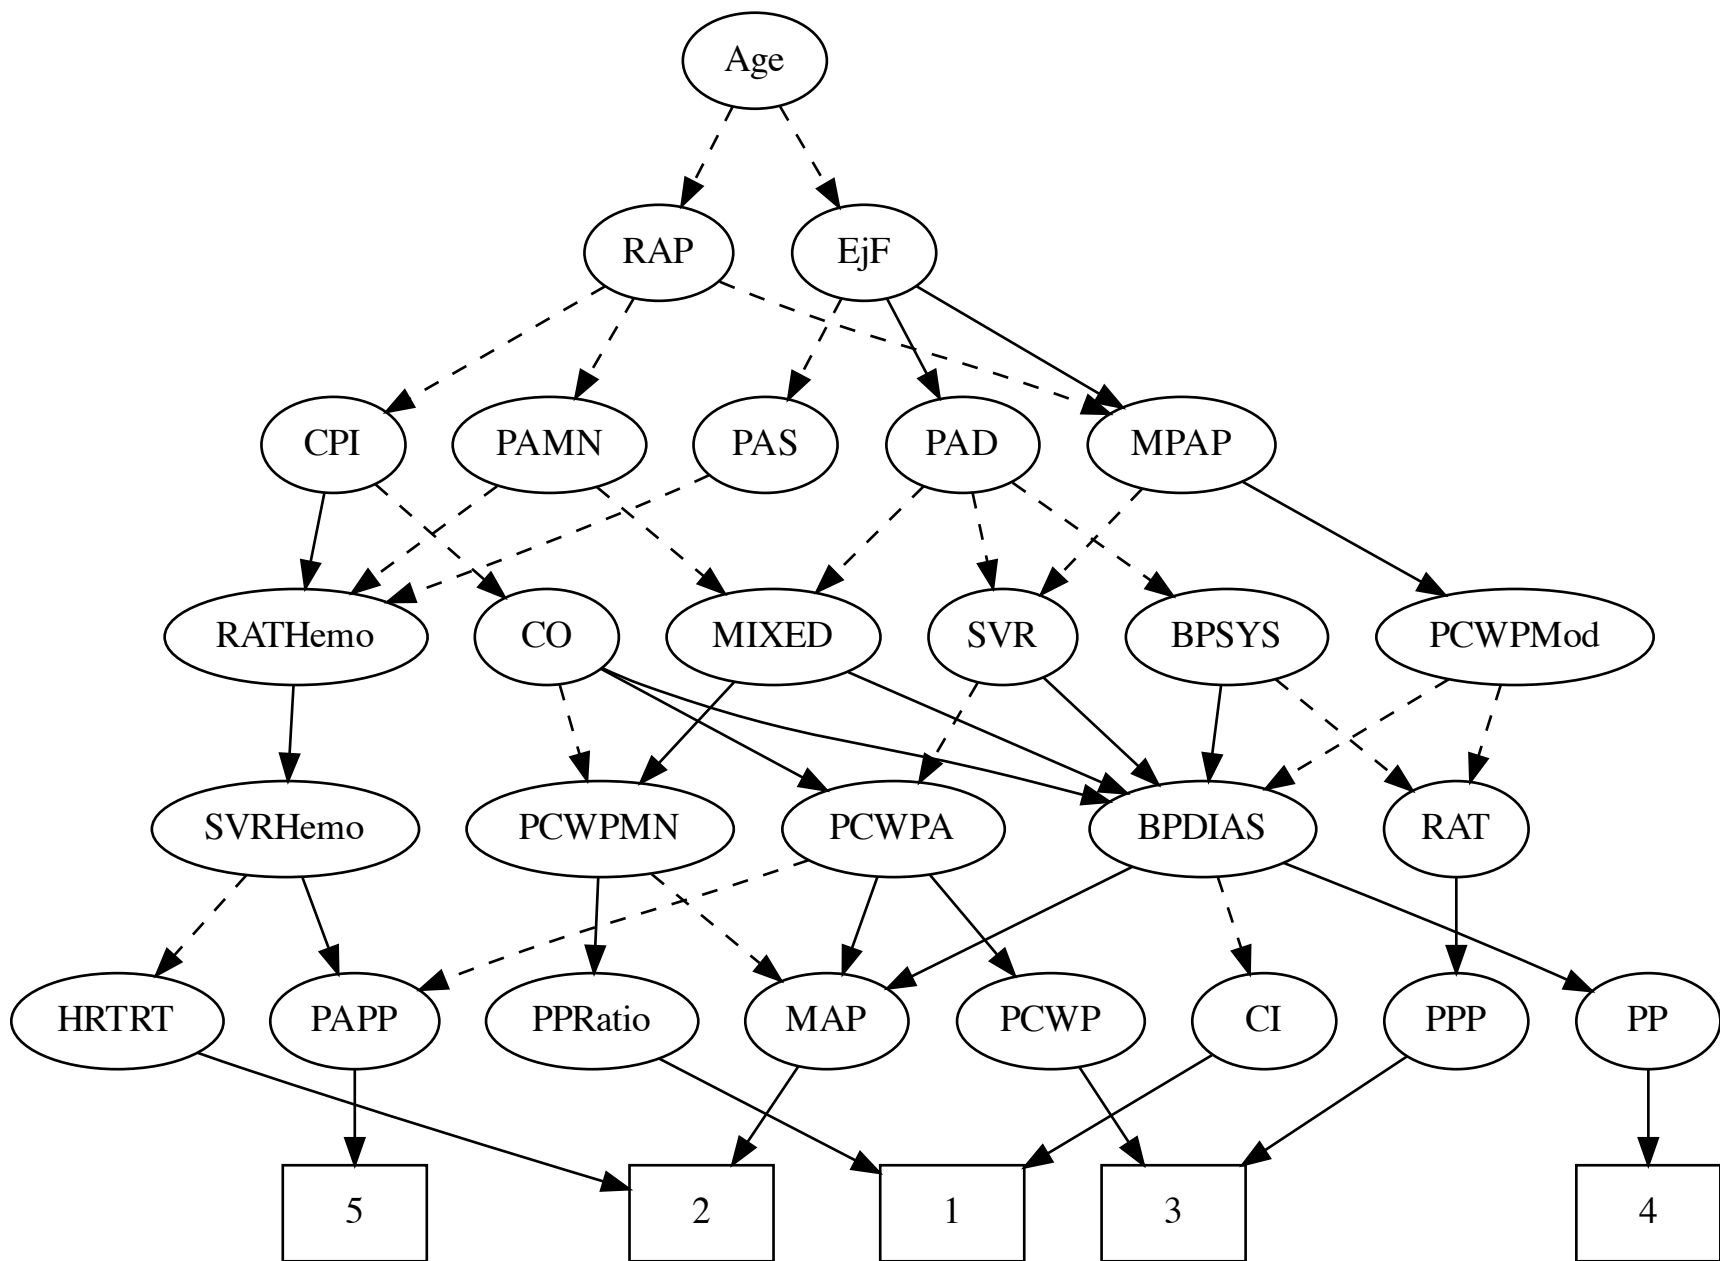 Age
RAP EjF
CPI PAMN PAS PAD MPAP
RATHemo CO MIXED SVR BPSYS PCWPMod
SVRHemo PCWPMN PCWPA BPDIAS RAT
HRTRT PAPP PPRatio MAP PCWP CI PPP PP
5 2 1 3 4